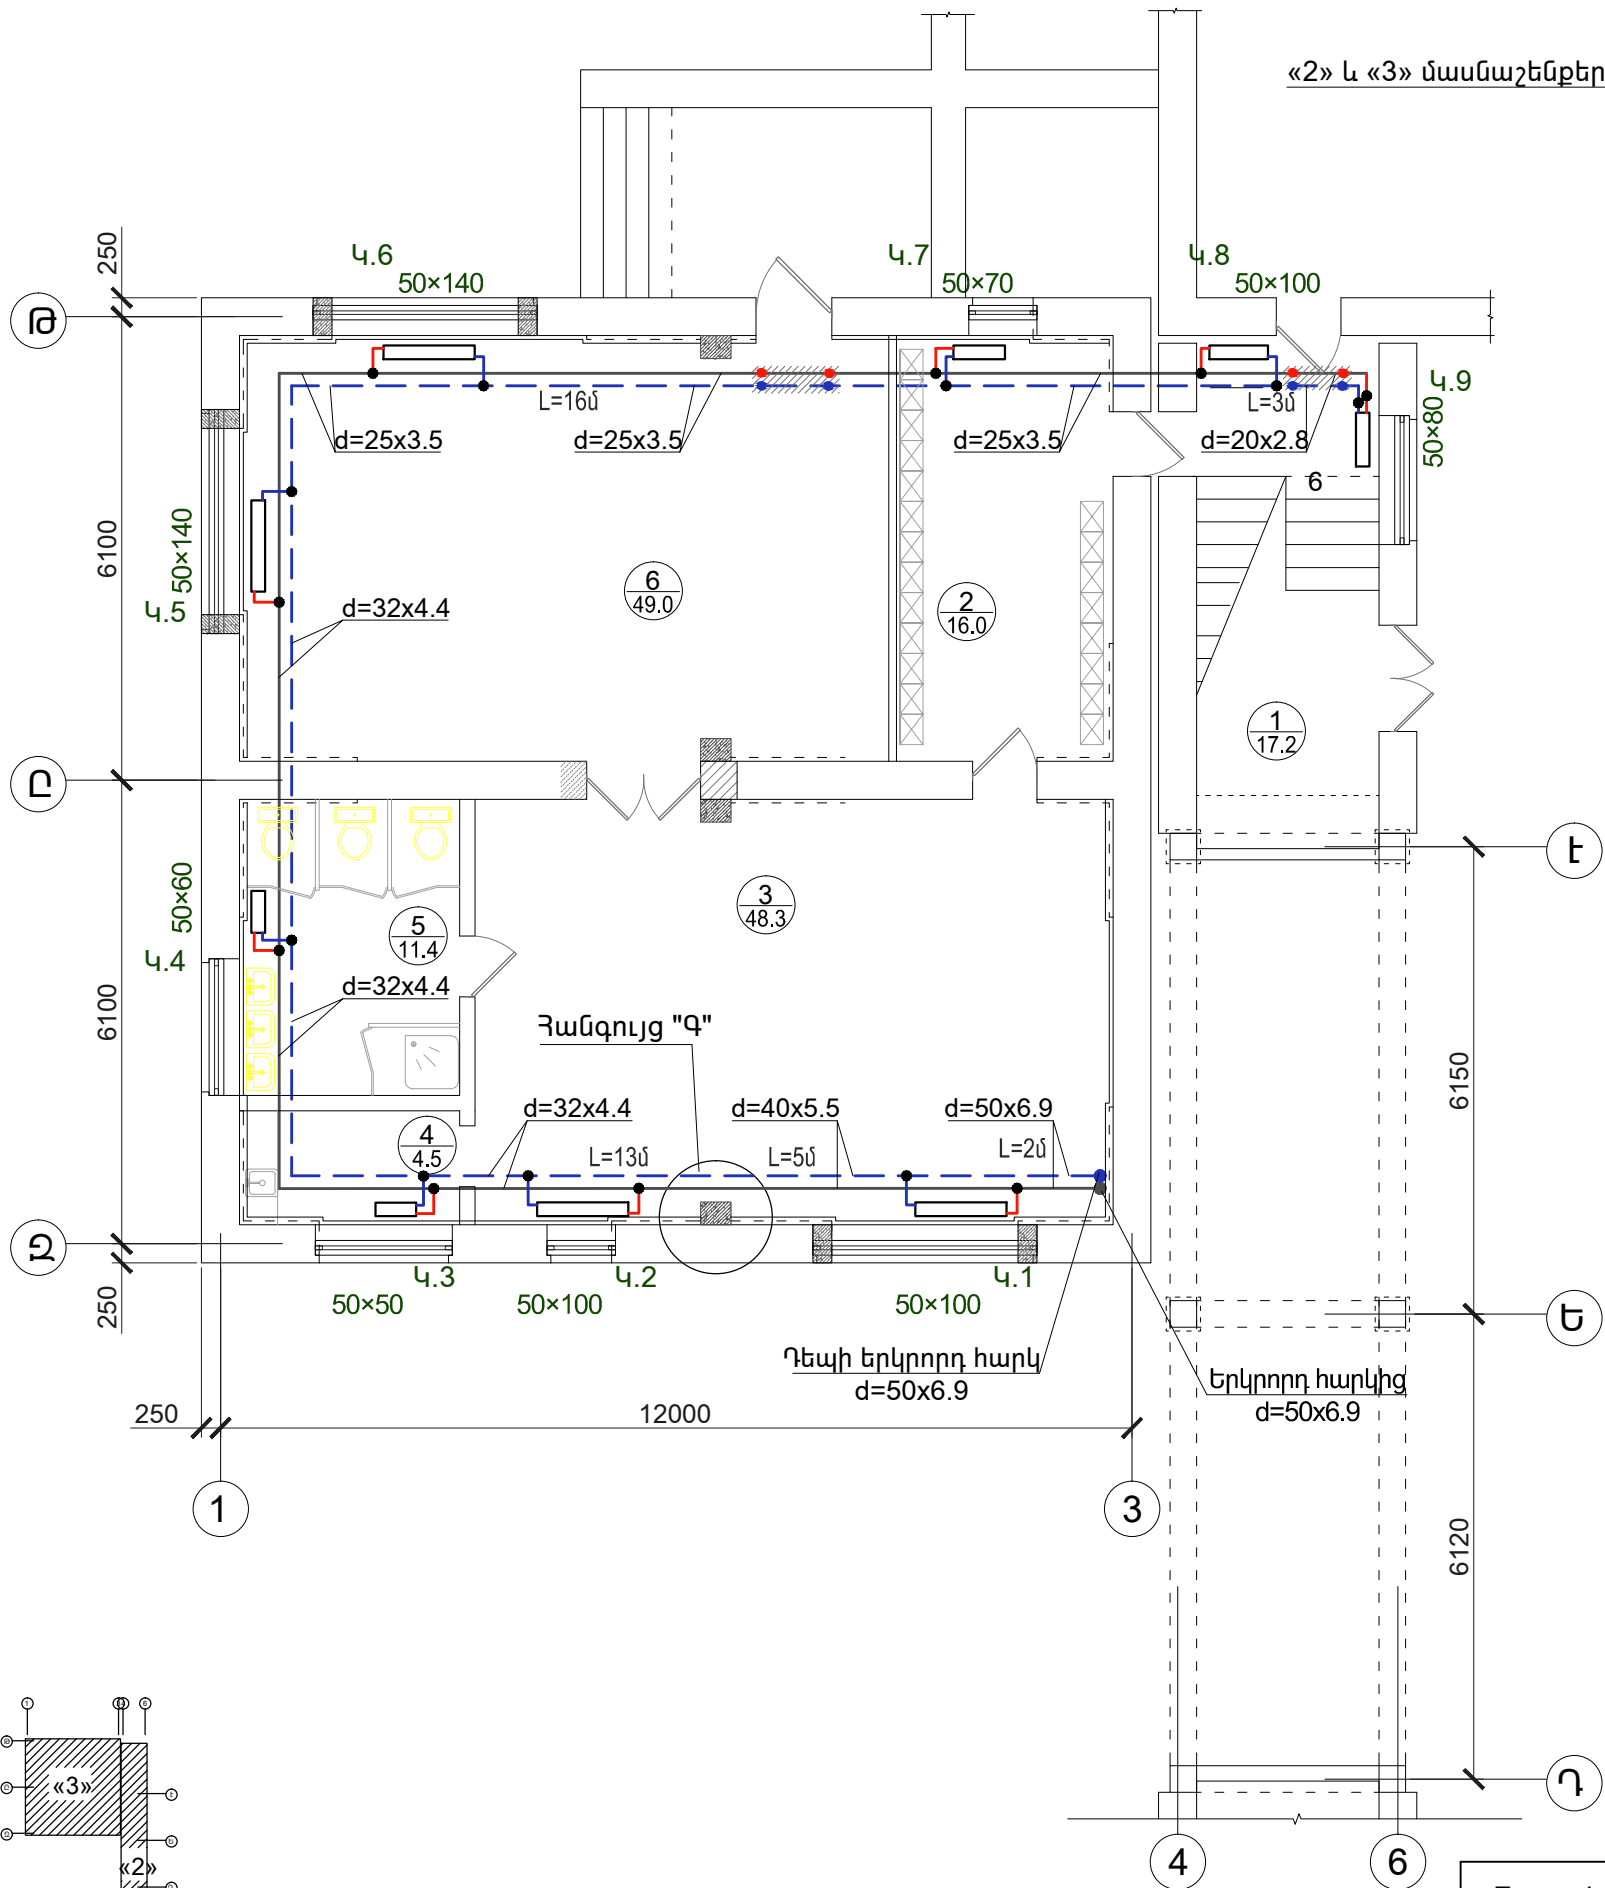 «2» և «3» մասնաշենքեր
250
Կ.6
50×140
Կ.7
50×70
Կ.8
50×100
Թ
L=16մ
d=25x3.5
d=25x3.5
d=25x3.5
L=3մ
d=20x2.8
Կ.9
50×80
6
6100
50×140
Կ.5
d=32x4.4
6
49.0
2
16.0
1
17.2
Ը
Է
50×60
Կ.4
5
11.4
3
48.3
d=32x4.4
6100
Հանգույց "Գ"
6150
d=32x4.4
d=40x5.5
d=50x6.9
4
4.5
L=13մ
L=5մ
L=2մ
Զ
250
Կ.3
50×50
Կ.2
50×100
Կ.1
50×100
Ե
Դեպի երկրորդ հարկ
d=50x6.9
Երկրորդ հարկից
d=50x6.9
250
12000
1
3
6120
Դ
4
6
1
6
«3»
«2»